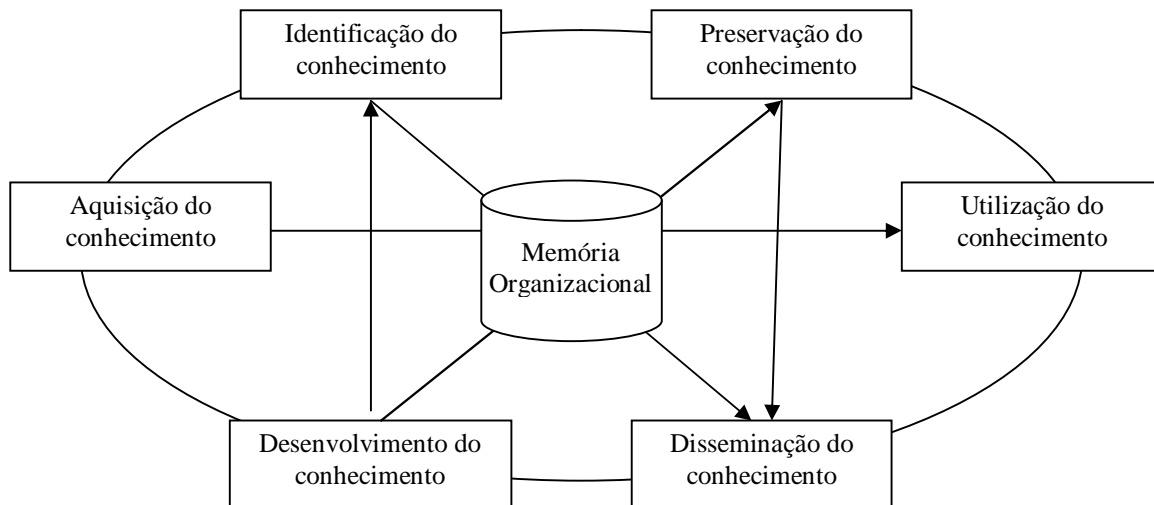 Identificação do
conhecimento
Preservação do
conhecimento
Aquisição do
conhecimento
Memória
Organizacional
Utilização do
conhecimento
Desenvolvimento do
conhecimento
Disseminação do
conhecimento